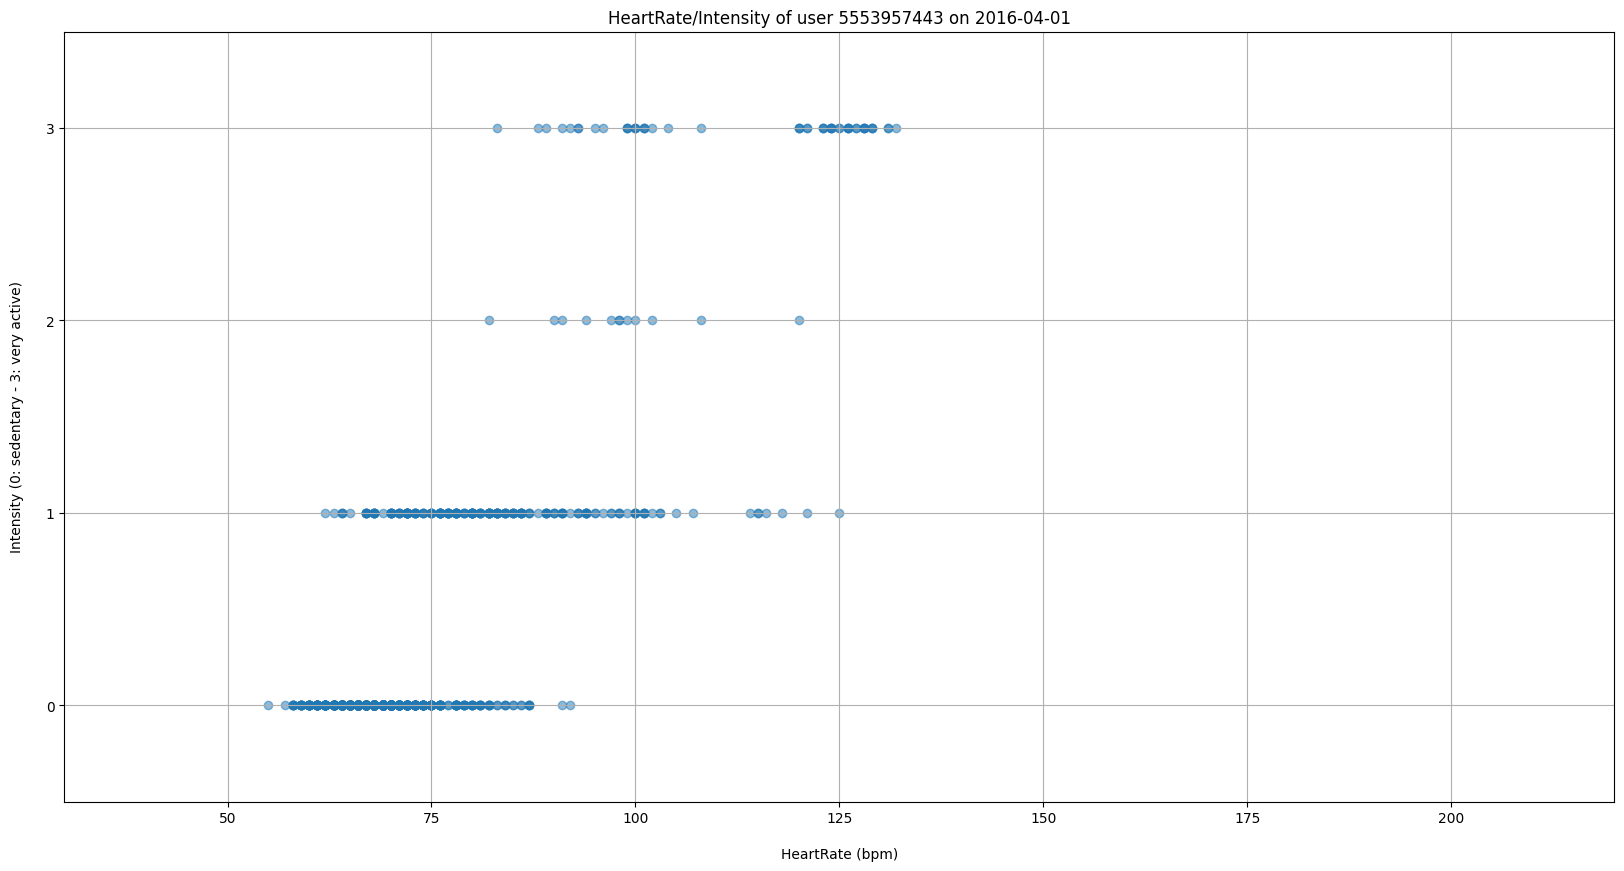 HeartRate/Intensity of user 5553957443 on 2016-04-01
Intensity (0: sedentary - 3: very active)
3
2
1
0
50 75 100 125 150 175 200
HeartRate (bpm)